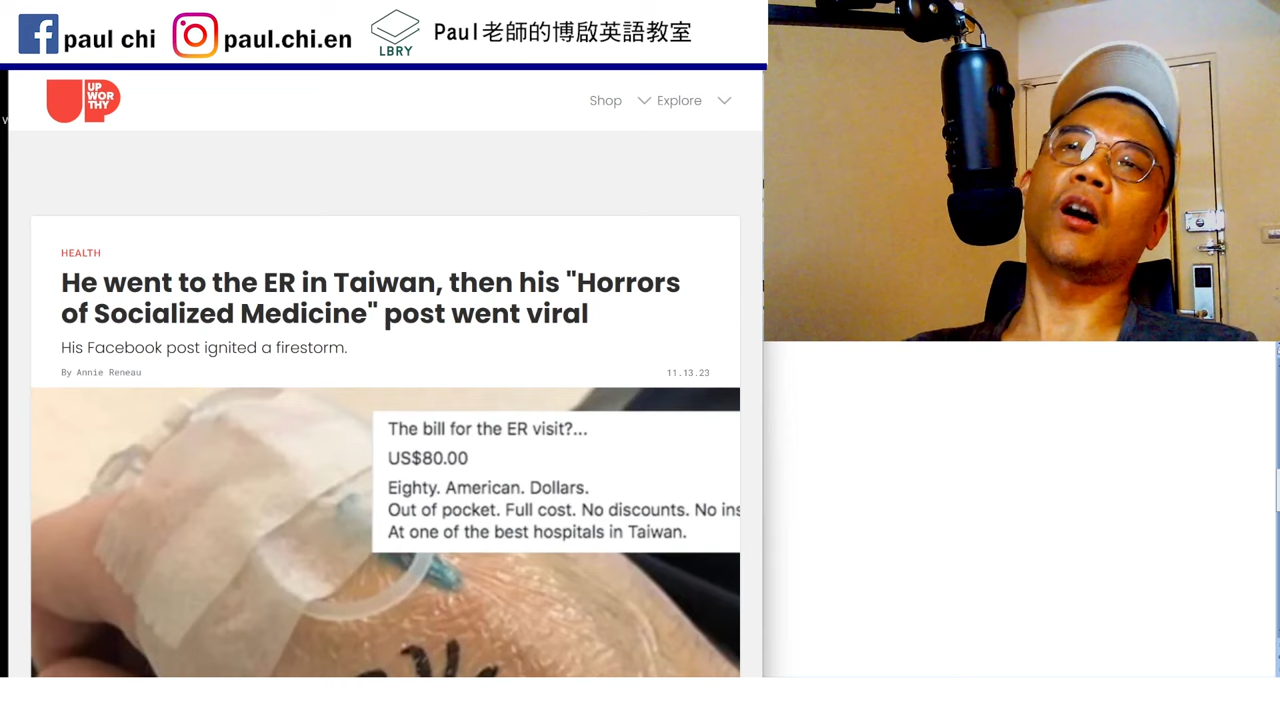 paul chi
paul.chi.en
LBRY
Paul老師的博啟英語教室
UP
WOR
THY
Shop
Explore
HEALTH
He went to the ER in Taiwan, then his "Horrors
of Socialized Medicine" post went viral
His Facebook post ignited a firestorm.
By Annie Reneau
11.13.23
The bill for the ER visit?...
US$80.00
Eighty. American. Dollars.
Out of pocket. Full cost. No discounts. No ins
At one of the best hospitals in Taiwan.